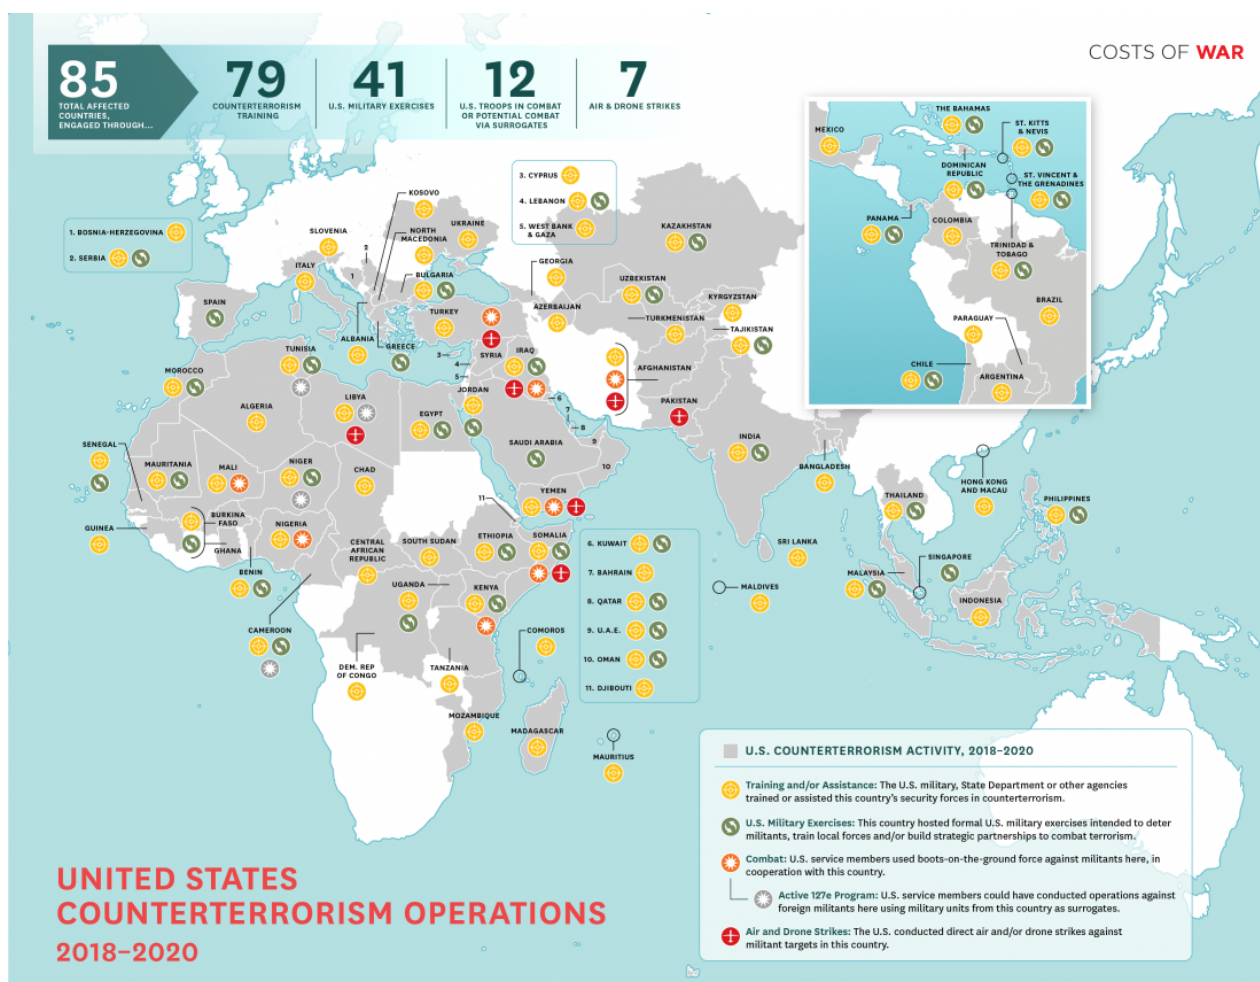 COSTS OF WAR
85
TOTAL AFFECTED
COUNTRIES,
ENGAGED THROUGH...
79
COUNTERTERRORISM
TRAINING
41
U.S. MILITARY EXERCISES
12
U.S. TROOPS IN COMBAT
OR POTENTIAL COMBAT
VIA SURROGATES
7
AIR & DRONE STRIKES
MEXICO
THE BAHAMAS
ST. KITTS
& NEVIS
DOMINICAN
REPUBLIC
ST. VINCENT &
THE GRENADINES
PANAMA
COLOMBIA
TRINIDAD &
TOBAGO
BRAZIL
PARAGUAY
CHILE
ARGENTINA
1. BOSNIA-HERZEGOVINA
2. SERBIA
3. CYPRUS
4. LEBANON
5. WEST BANK
& GAZA
KOSOVO
UKRAINE
SLOVENIA
NORTH
MACEDONIA
2
1
ITALY
BULGARIA
GEORGIA
KAZAKHSTAN
UZBEKISTAN
KYRGYZSTAN
SPAIN
TURKEY
AZERBAIJAN
TURKMENISTAN
TAJIKISTAN
ALBANIA
GREECE
TUNISIA
3
4
5
SYRIA
IRAQ
AFGHANISTAN
MOROCCO
JORDAN
6
7
8
9
10
PAKISTAN
ALGERIA
LIBYA
EGYPT
SAUDI ARABIA
INDIA
BANGLADESH
HONG KONG
AND MACAU
SENEGAL
MAURITANIA
MALI
NIGER
CHAD
YEMEN
11
THAILAND
PHILIPPINES
GUINEA
BURKINA
FASO
GHANA
NIGERIA
BENIN
CENTRAL
AFRICAN
REPUBLIC
SOUTH SUDAN
ETHIOPIA
SOMALIA
SRI LANKA
SINGAPORE
MALAYSIA
MALDIVES
INDONESIA
UGANDA
KENYA
CAMEROON
COMOROS
DEM. REP
OF CONGO
TANZANIA
MOZAMBIQUE
MADAGASCAR
MAURITIUS
6. KUWAIT
7. BAHRAIN
8. QATAR
9. U.A.E.
10. OMAN
11. DJIBOUTI
U.S. COUNTERTERRORISM ACTIVITY, 2018–2020
Training and/or Assistance: The U.S. military, State Department or other agencies
trained or assisted this country's security forces in counterterrorism.
U.S. Military Exercises: This country hosted formal U.S. military exercises intended to deter
militants, train local forces and/or build strategic partnerships to combat terrorism.
Combat: U.S. service members used boots-on-the-ground force against militants here, in
cooperation with this country.
Active 127e Program: U.S. service members could have conducted operations against
foreign militants here using military units from this country as surrogates.
Air and Drone Strikes: The U.S. conducted direct air and/or drone strikes against
militant targets in this country.
UNITED STATES
COUNTERTERRORISM OPERATIONS
2018–2020